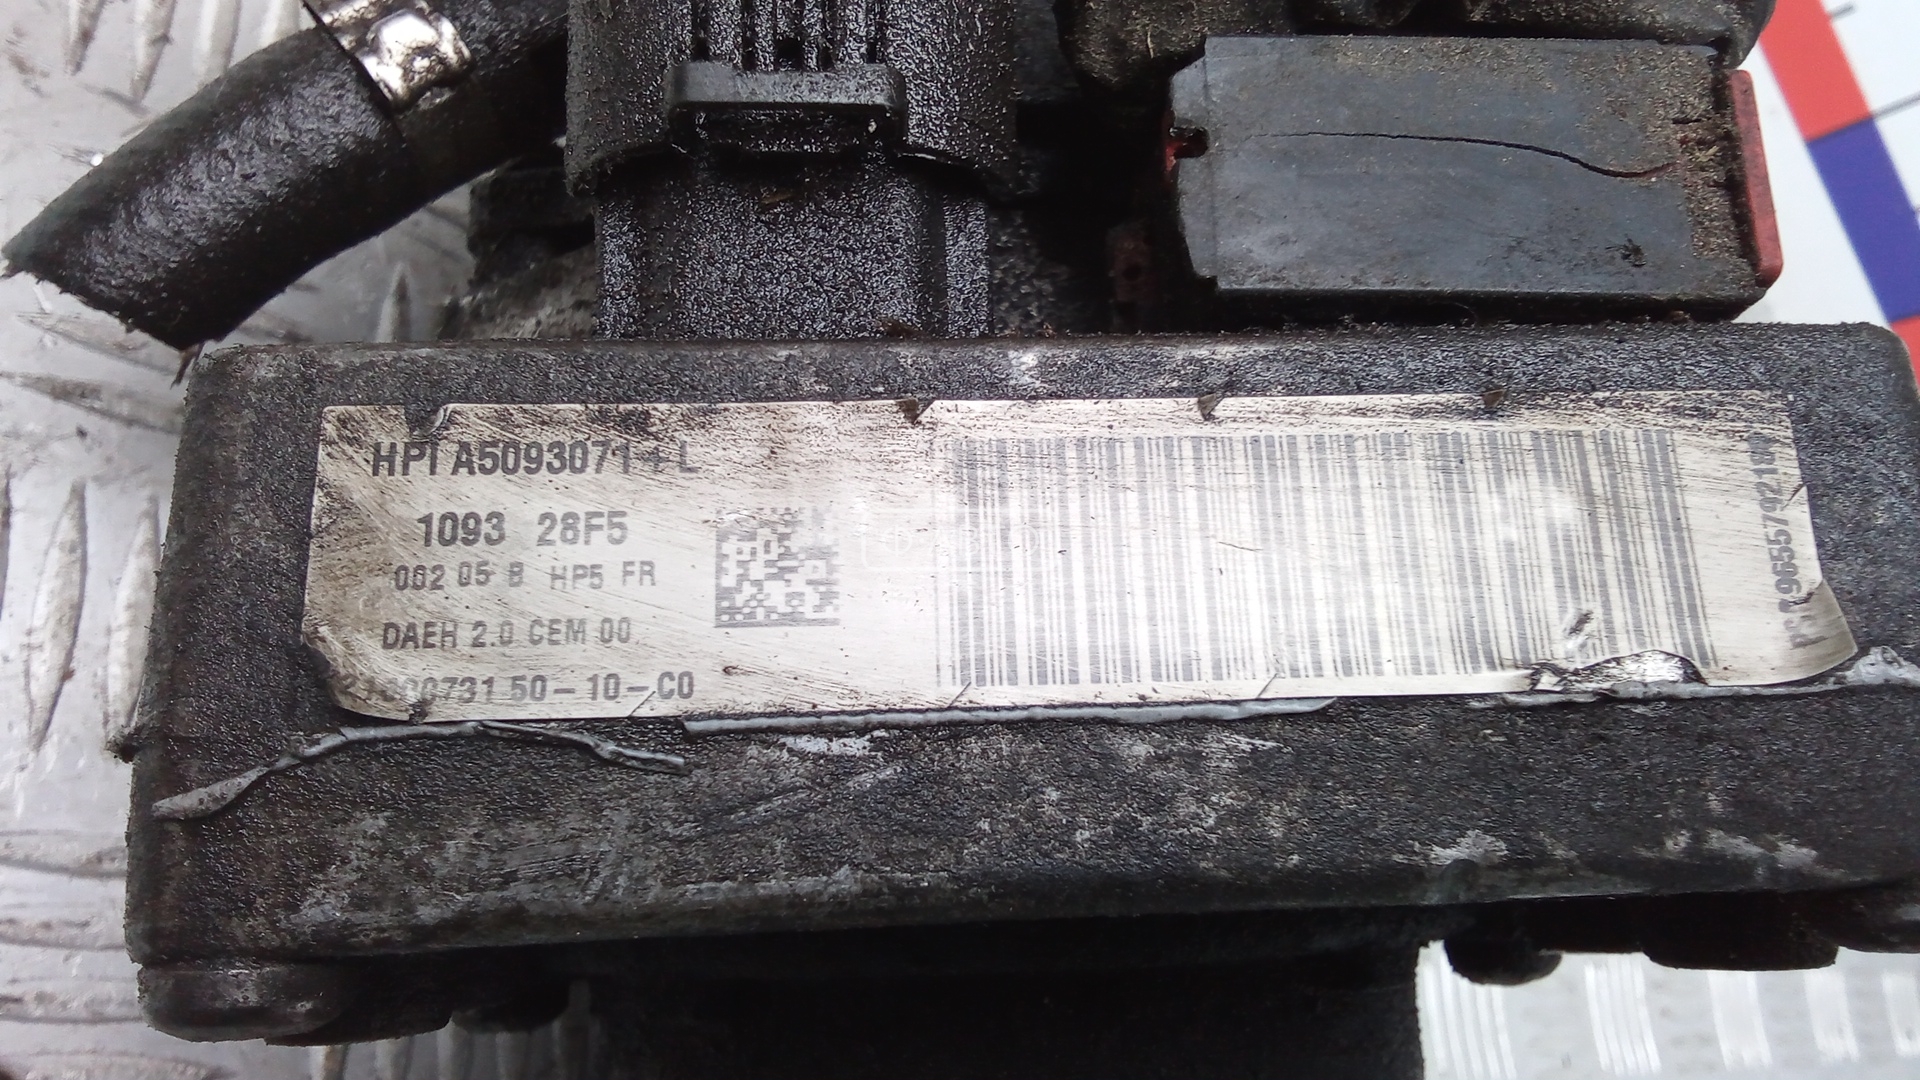 HPI A5093071+L
1093 28F5
002 05 B HP5 FR
DAEH 2.0 CEM 00
50-10-C0